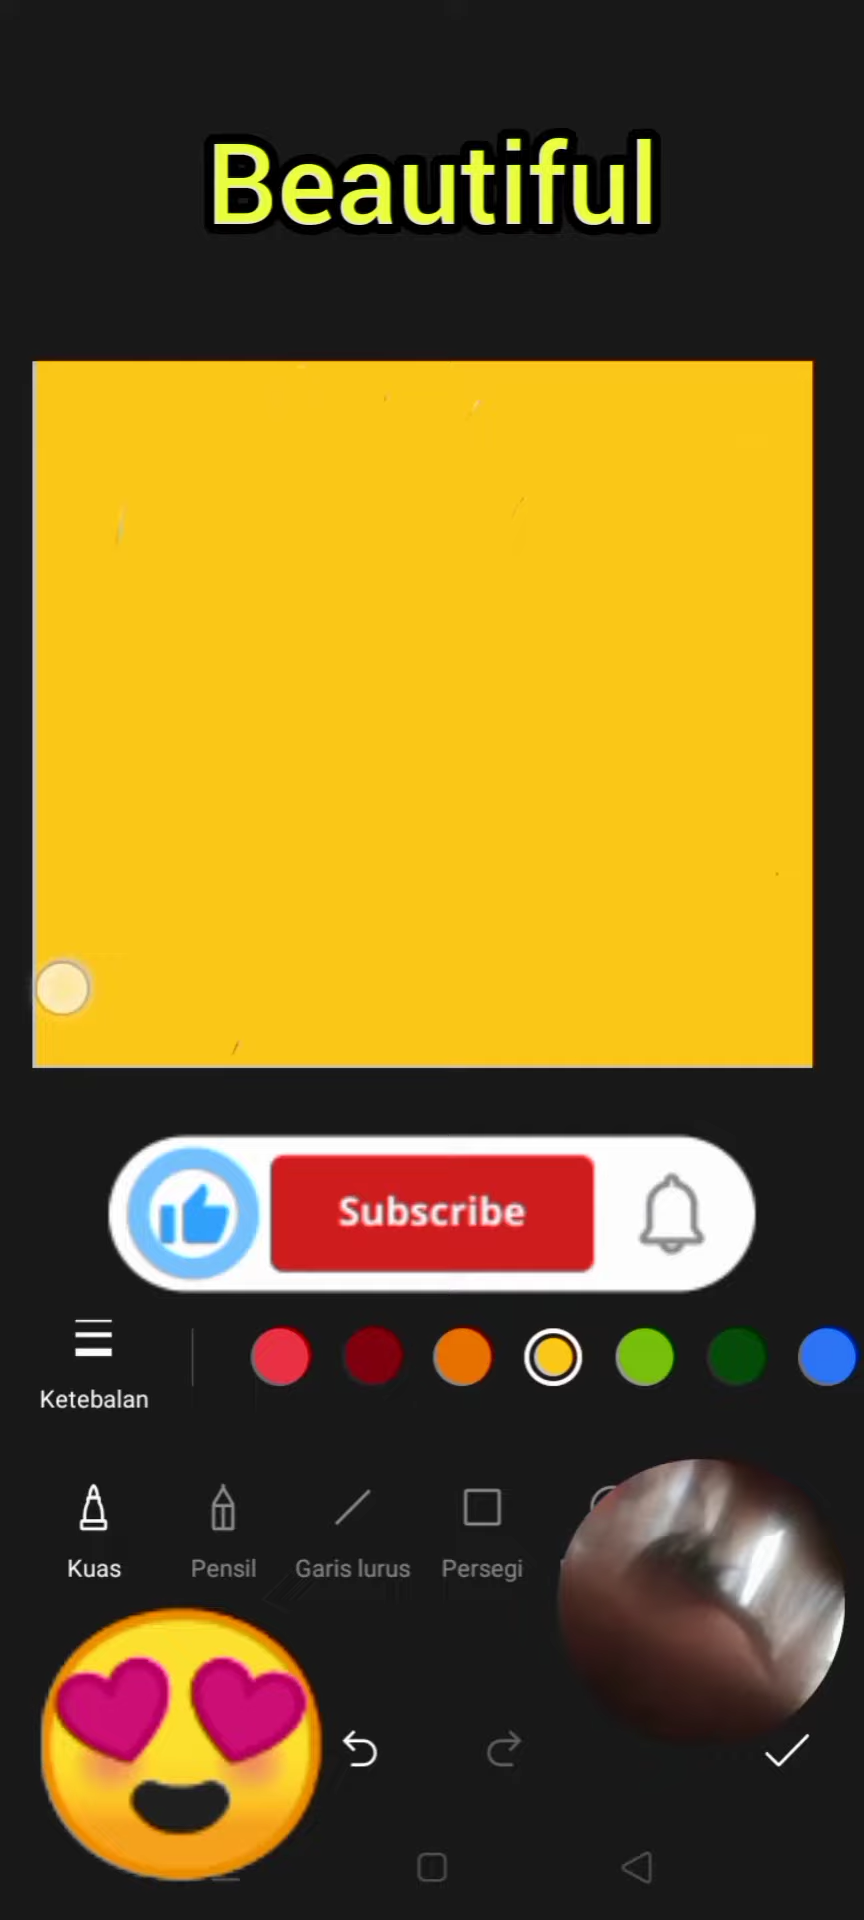 Beautiful
Subscribe
Ketebalan
Kuas
Pensil
Garis lurus
Persegi